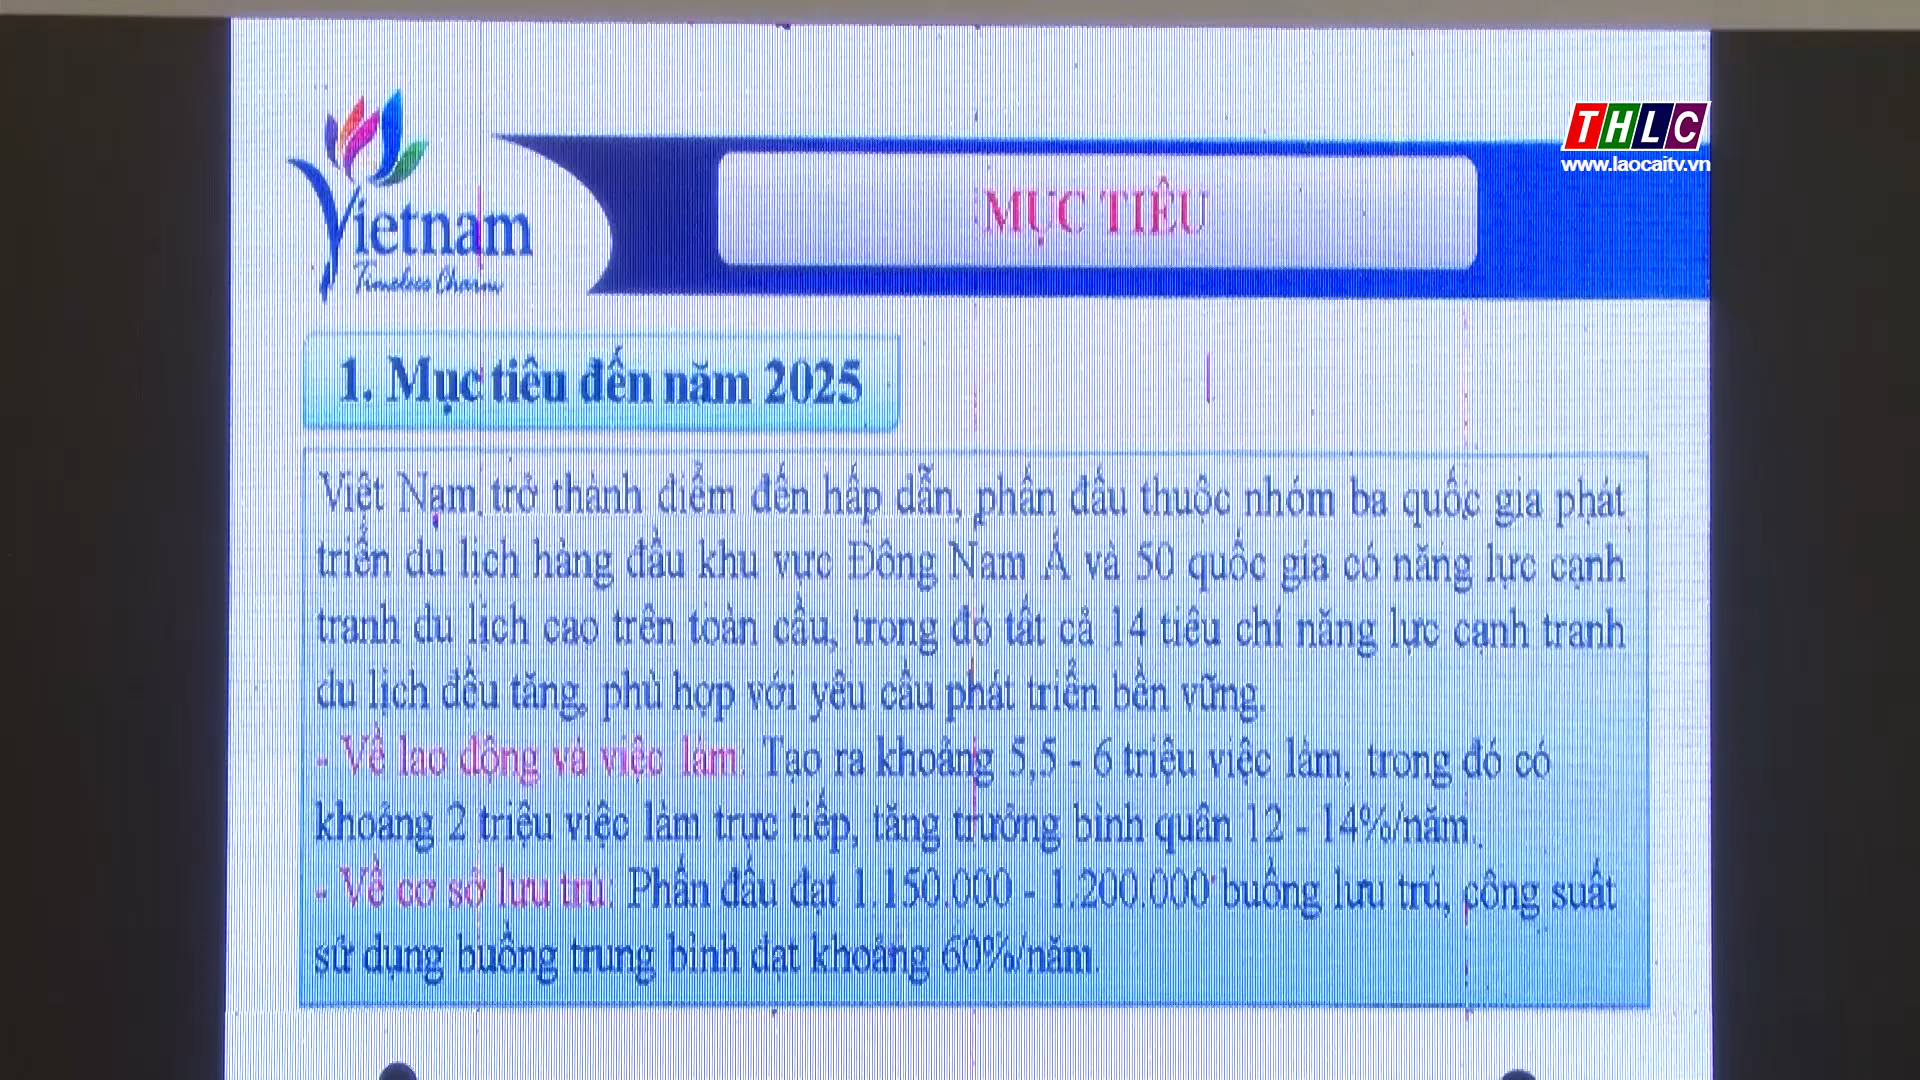 THLC
www.laocaitv.vn
Vietnam
Timeless Charm
MỤC TIÊU
1. Mục tiêu đến năm 2025
Việt Nam trở thành điểm đến hấp dẫn, phấn đấu thuộc nhóm ba quốc gia phát
triển du lịch hàng đầu khu vực Đông Nam Á và 50 quốc gia có năng lực cạnh
tranh du lịch cao trên toàn cầu, trong đó tất cả 14 tiêu chí năng lực cạnh tranh
du lịch đều tăng, phù hợp với yêu cầu phát triển bền vững.
- Về lao động và việc làm: Tạo ra khoảng 5,5 - 6 triệu việc làm, trong đó có
khoảng 2 triệu việc làm trực tiếp, tăng trưởng bình quân 12 - 14%/năm.
- Về cơ sở lưu trú: Phấn đấu đạt 1.150.000 - 1.200.000 buồng lưu trú, công suất
sử dụng buồng trung bình đạt khoảng 60%/năm.